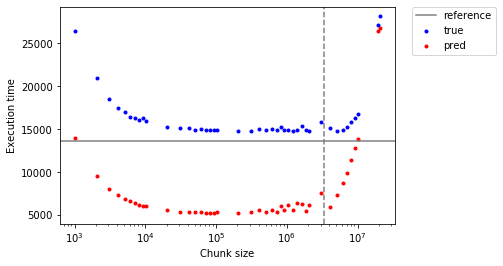 reference
true
pred
25000
20000
15000
10000
5000
Execution time
10³ 10⁴ 10⁵ 10⁶ 10⁷
Chunk size